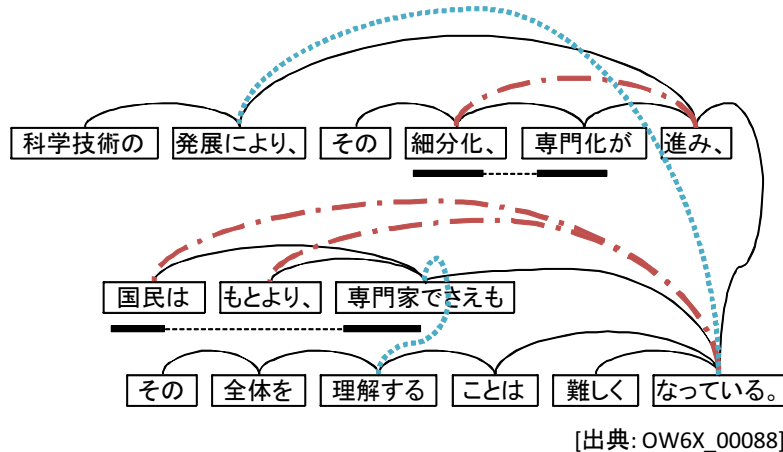 科学技術の 発展により、 その 細分化、 専門化が 進み、
国民は もとより、 専門家でさえも
その 全体を 理解する ことは 難しく なっている。
[出典: OW6X_00088]